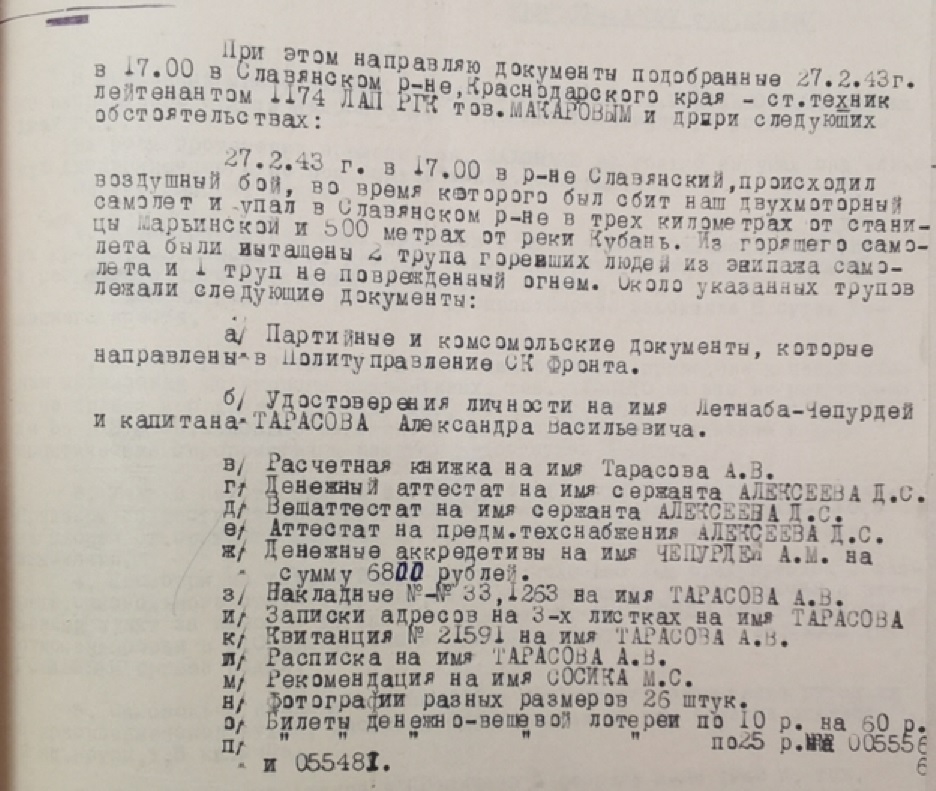 При этом направляю документы подобранные 27.2.43г.
в 17.00 в Славянском р-не,Краснодарского края - ст.техник
лейтенантом 1174 ЛАП РГК тов.МАКАРОВЫМ и дрири следующих
обстоятельствах:
27.2.43 г. в 17.00 в р-не Славянский,происходил
воздушный бой, во время которого был сбит наш двухмоторный
самолет и упал в Славянском р-не в трех километрах от стани-
цы Марьинской и 500 метрах от реки Кубань. Из горящего само-
лета были вытащены 2 трупа горевших людей из экипажа само-
лета и 1 труп не поврежденный огнем. Около указанных трупов
лежали следующие документы:
а/ Партийные и комсомольские документы, которые
направлены в Политуправление СК Фронта.
б/ Удостоверения личности на имя Летнаба-Чепурдей
и капитана ТАРАСОВА Александра Васильевича.
в/ Расчетная книжка на имя Тарасова А.В.
г/ Денежный аттестат на имя сержанта АЛЕКСЕЕВА Д.С.
д/ Вещаттестат на имя сержанта АЛЕКСЕЕВА Д.С.
е/ Аттестат на предм.техснабжения АЛЕКСЕЕВА Д.С.
ж/ Денежные аккредетивы на имя ЧЕПУРДЕЙ А.М. на
сумму 6800 рублей.
з/ Накладные №-№ 33,1263 на имя ТАРАСОВА А.В.
и/ Записки адресов на 3-х листках на имя ТАРАСОВА
к/ Квитанция № 21591 на имя ТАРАСОВА А.В.
л/ Расписка на имя ТАРАСОВА А.В.
м/ Рекомендация на имя СОСИКА М.С.
н/ Фотографии разных размеров 26 штук.
о/ Билеты денежно-вещевой лотереи по 10 р. на 60 р.
п/ " " " " " по25 р.№№ 005556
и 055481. 6